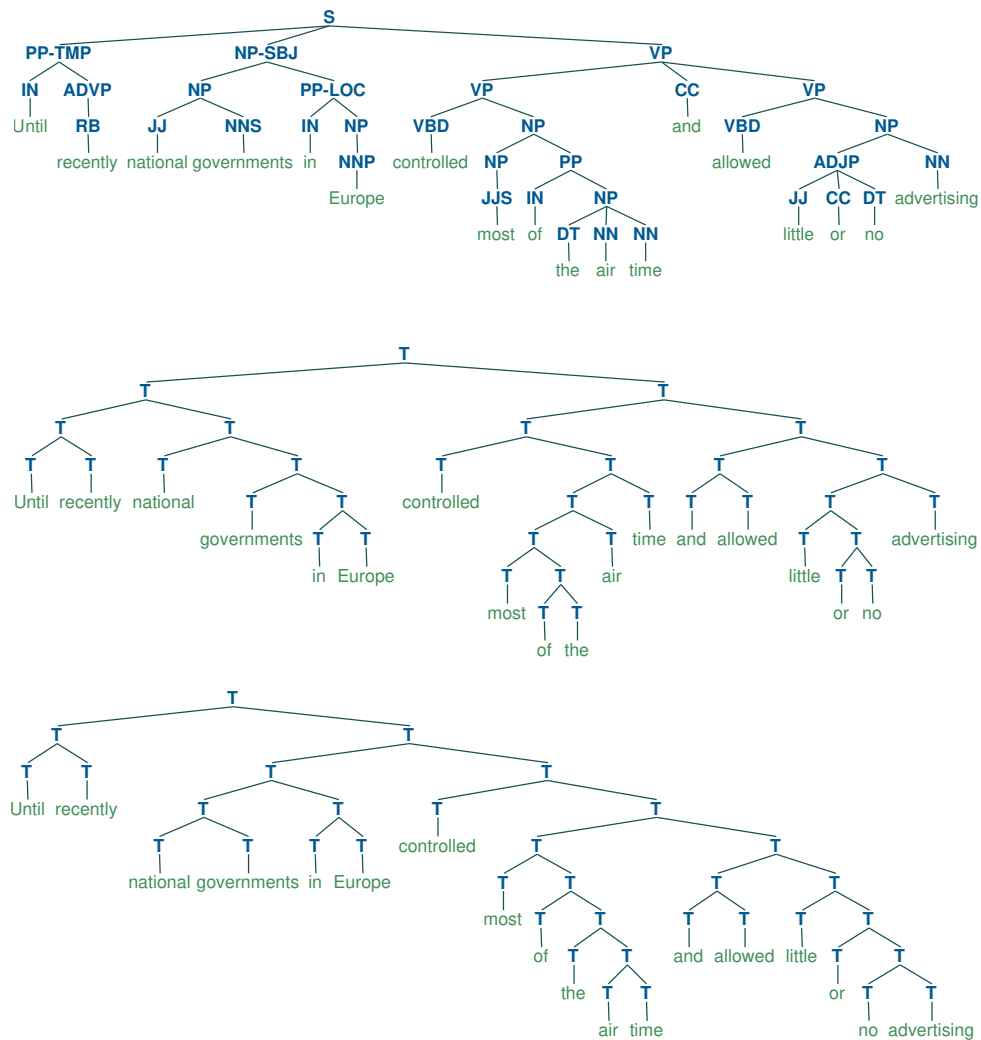 S
PP-TMP NP-SBJ VP
IN ADVP NP PP-LOC VP CC VP
Until RB JJ NNS IN NP VBD NP and VBD NP
recently national governments in NNP controlled NP PP allowed ADJP NN
Europe JJS IN NP JJ CC DT advertising
most of DT NN NN little or no
the air time
T
T T
T T T T
T T T T T T T T
Until recently national T T controlled T T T T T T
governments T T T T time and allowed T T advertising
in Europe T T air little T T
most T T or no
of the
T
T T
T T T T
Until recently T T T T
T T T T controlled T T
national governments in Europe T T T T
most T T T T T T
of T T and allowed little T T
the T T or T T
air time no advertising